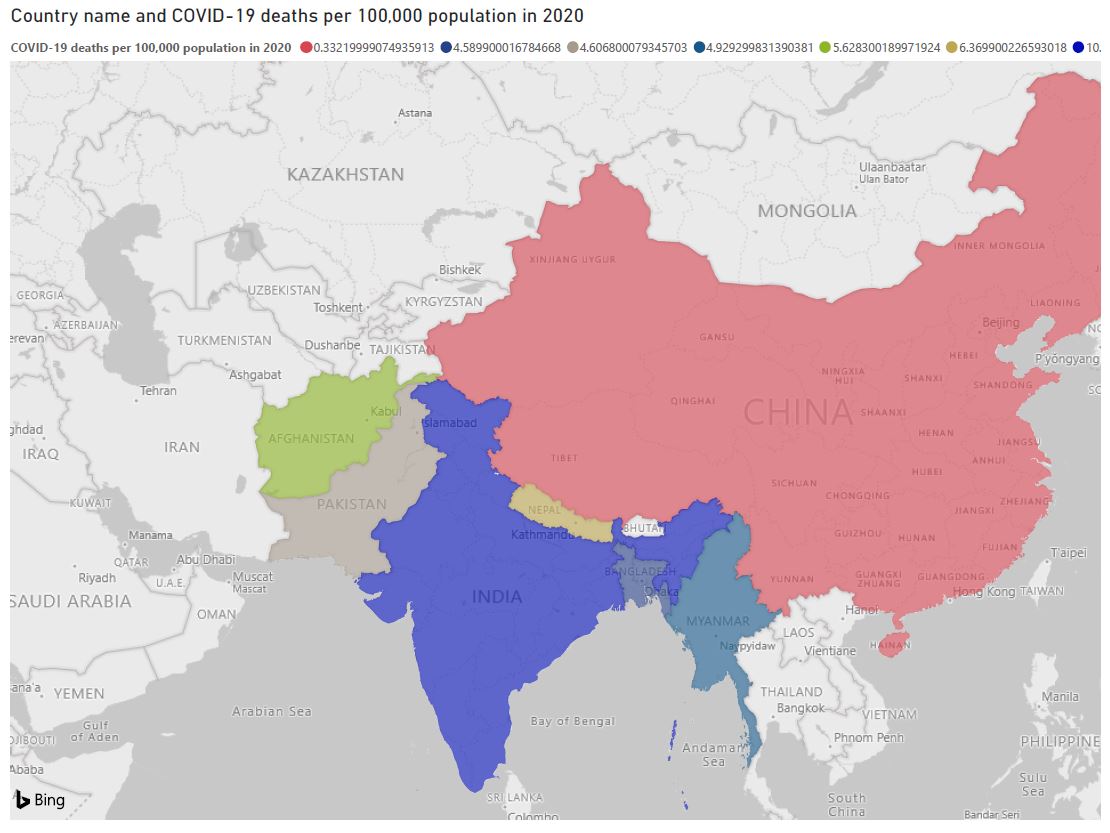 Country name and COVID-19 deaths per 100,000 population in 2020
COVID-19 deaths per 100,000 population in 2020 0.33219999074935913 4.589900016784668 4.606800079345703 4.929299831390381 5.628300189971924 6.369900226593018 10.
Astana
KAZAKHSTAN
Ulaanbaatar
Ulan Bator
MONGOLIA
INNER MONGOLIA
XINJIANG UYGUR
Bishkek
UZBEKISTAN
GEORGIA
Toshkent
KYRGYZSTAN
LIAONING
AZERBAIJAN
erevan
Beijing
TURKMENISTAN
Dushanbe
TAJIKISTAN
GANSU
HEBEI
P'yŏngyang
Ashgabat
NINGXIA
HUI
SHANXI
SHANDONG
Tehran
QINGHAI
CHINA
SHAANXI
Kabul
Islamabad
ghdad
IRAQ
IRAN
AFGHANISTAN
HENAN
JIANGSU
TIBET
ANHUI
HUBEI
SICHUAN
CHONGQING
ZHEJIANG
KUWAIT
PAKISTAN
NEPAL
JIANGXI
Manama
Kathmandu
BHUTAN
GUIZHOU
HUNAN
FUJIAN
QATAR
Abu Dhabi
T'aipei
Riyadh
U.A.E.
Muscat
Mascat
BANGLADESH
Dhaka
YUNNAN
GUANGXI
ZHUANG
GUANGDONG
Hong Kong
TAIWAN
SAUDI ARABIA
OMAN
INDIA
MYANMAR
Hanoi
LAOS
HAINAN
Naypyidaw
Vientiane
ana'a
YEMEN
THAILAND
Manila
Arabian Sea
Bay of Bengal
Bangkok
VIETNAM
Gulf
of Aden
DJIBOUTI
Andaman
Sea
Phnom Penh
PHILIPPINE
Ababa
Sulu
Sea
Bing
SRI LANKA
Colombo
South
China
Bandar Seri